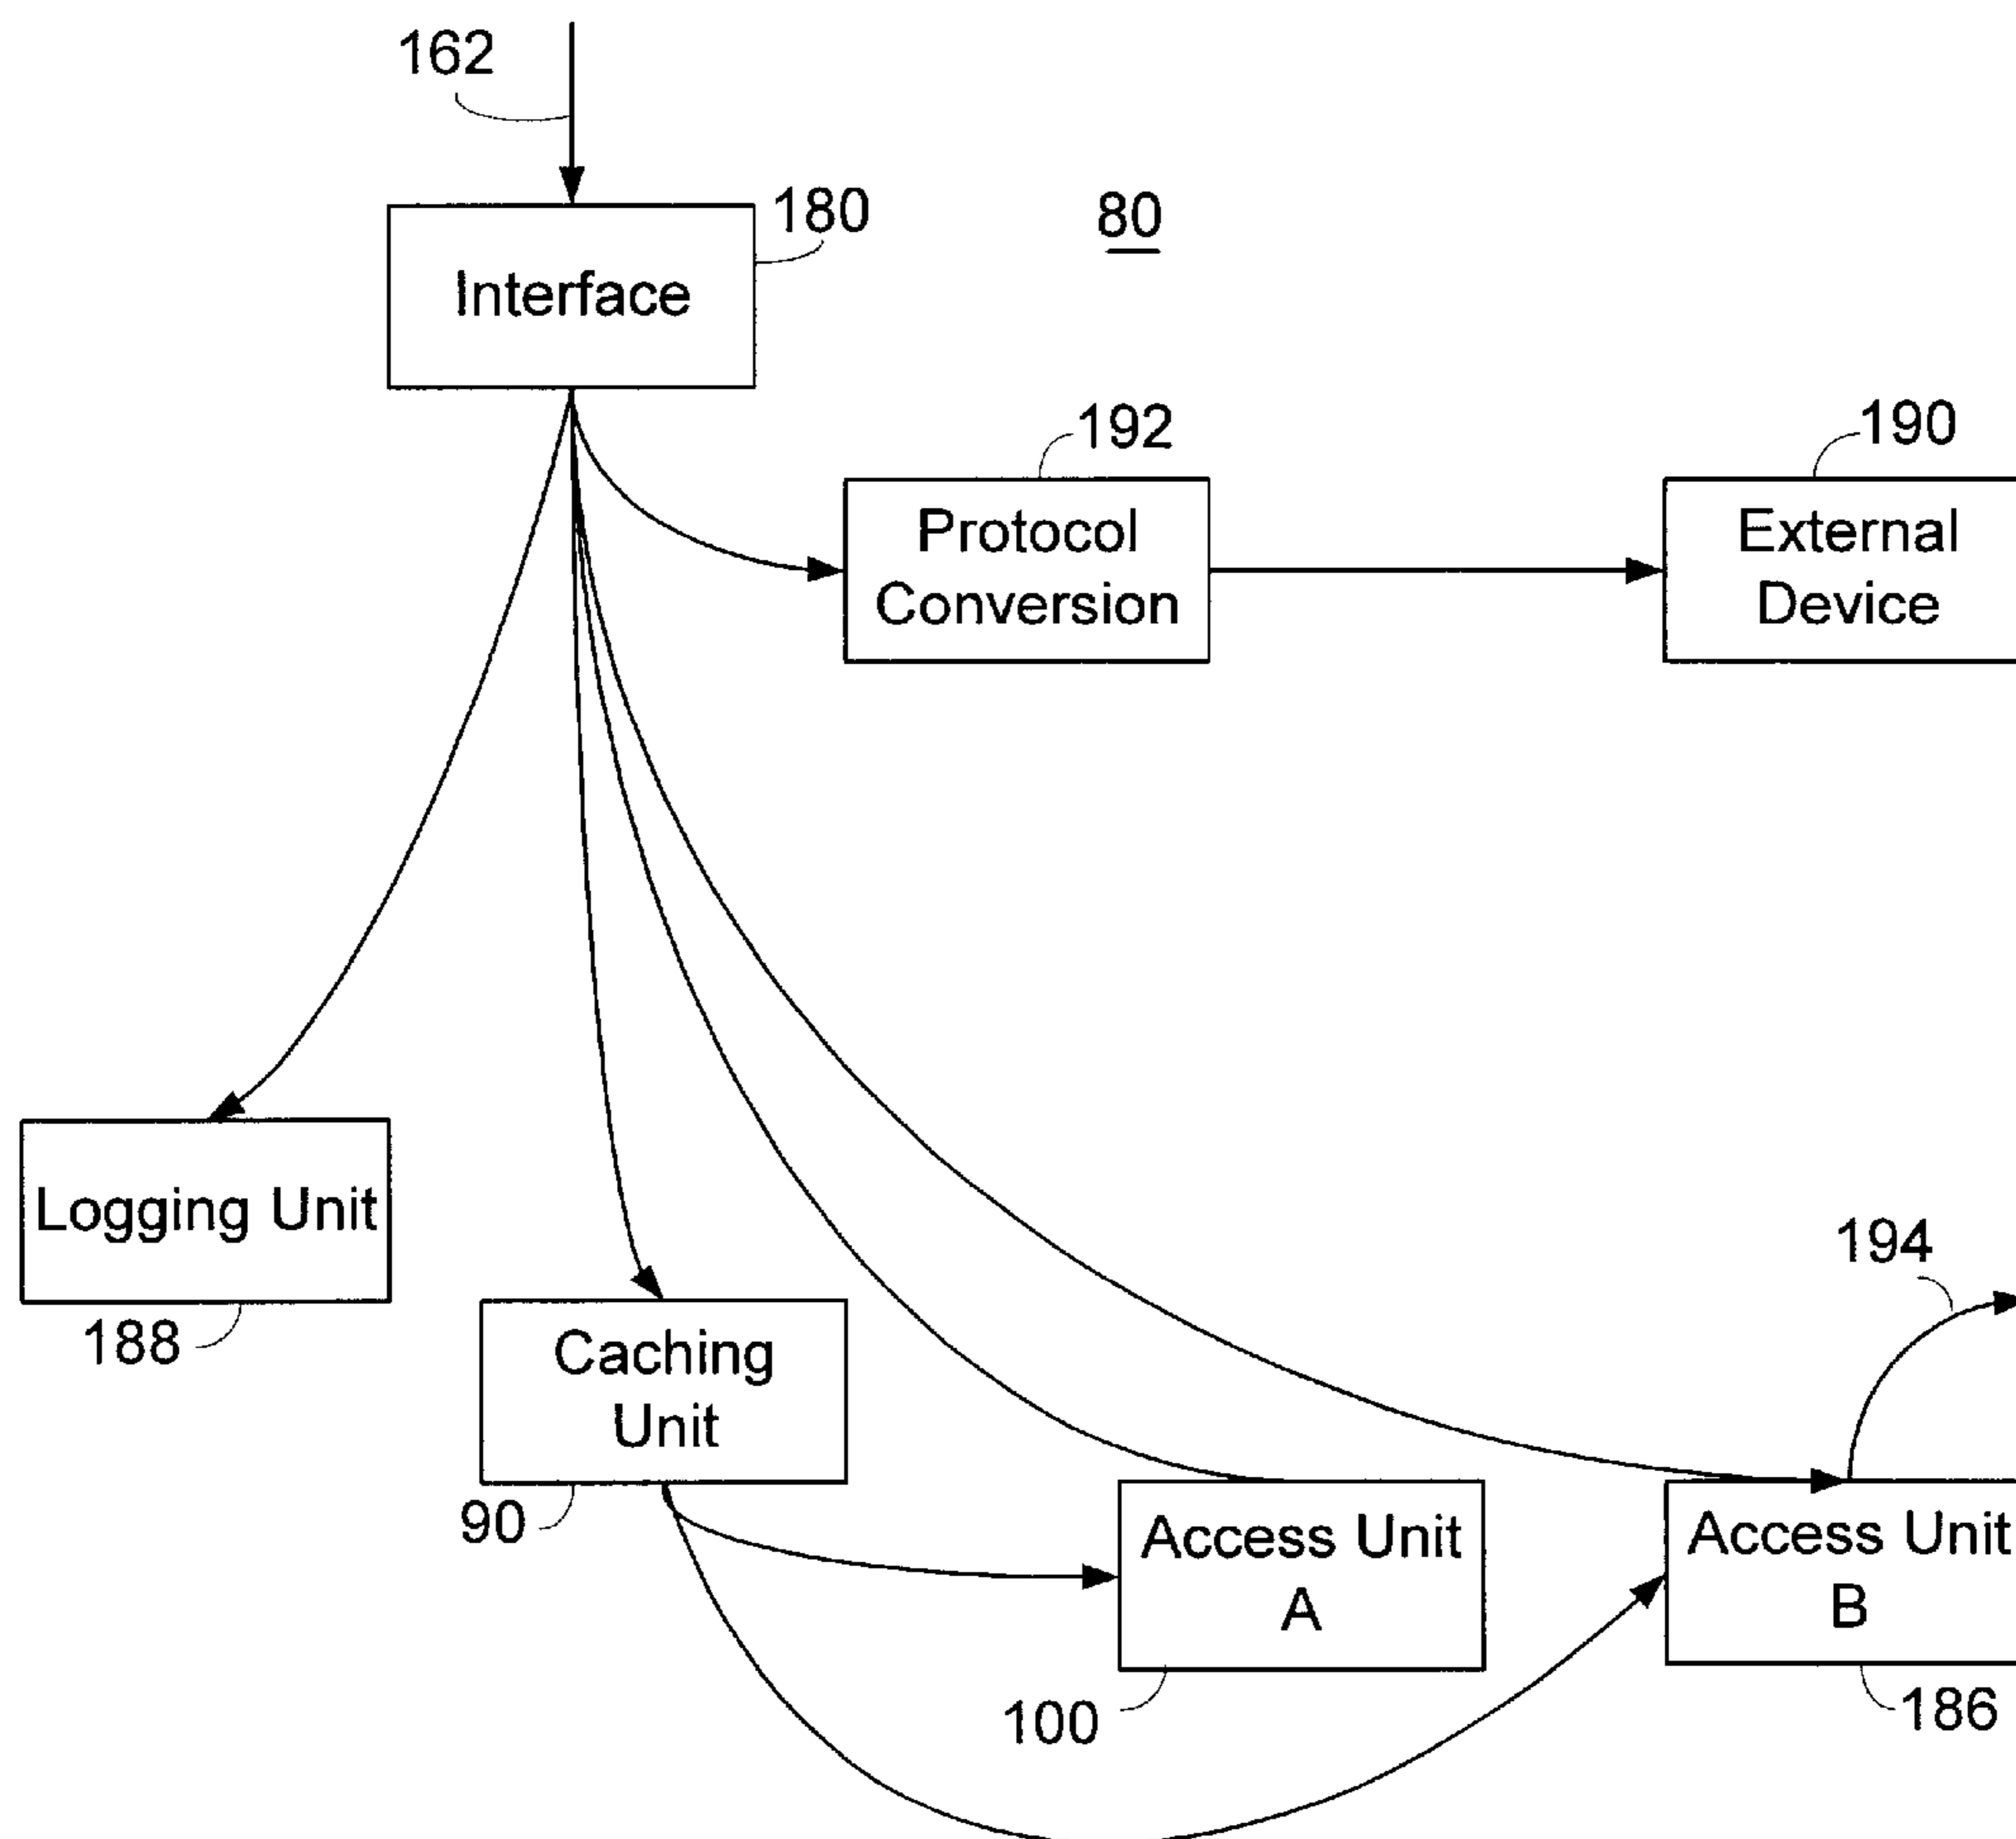 162
180
80
Interface
192
190
Protocol
Conversion
External
Device
Logging Unit
188
194
Caching
Unit
90
Access Unit
A
Access Unit
B
100
186